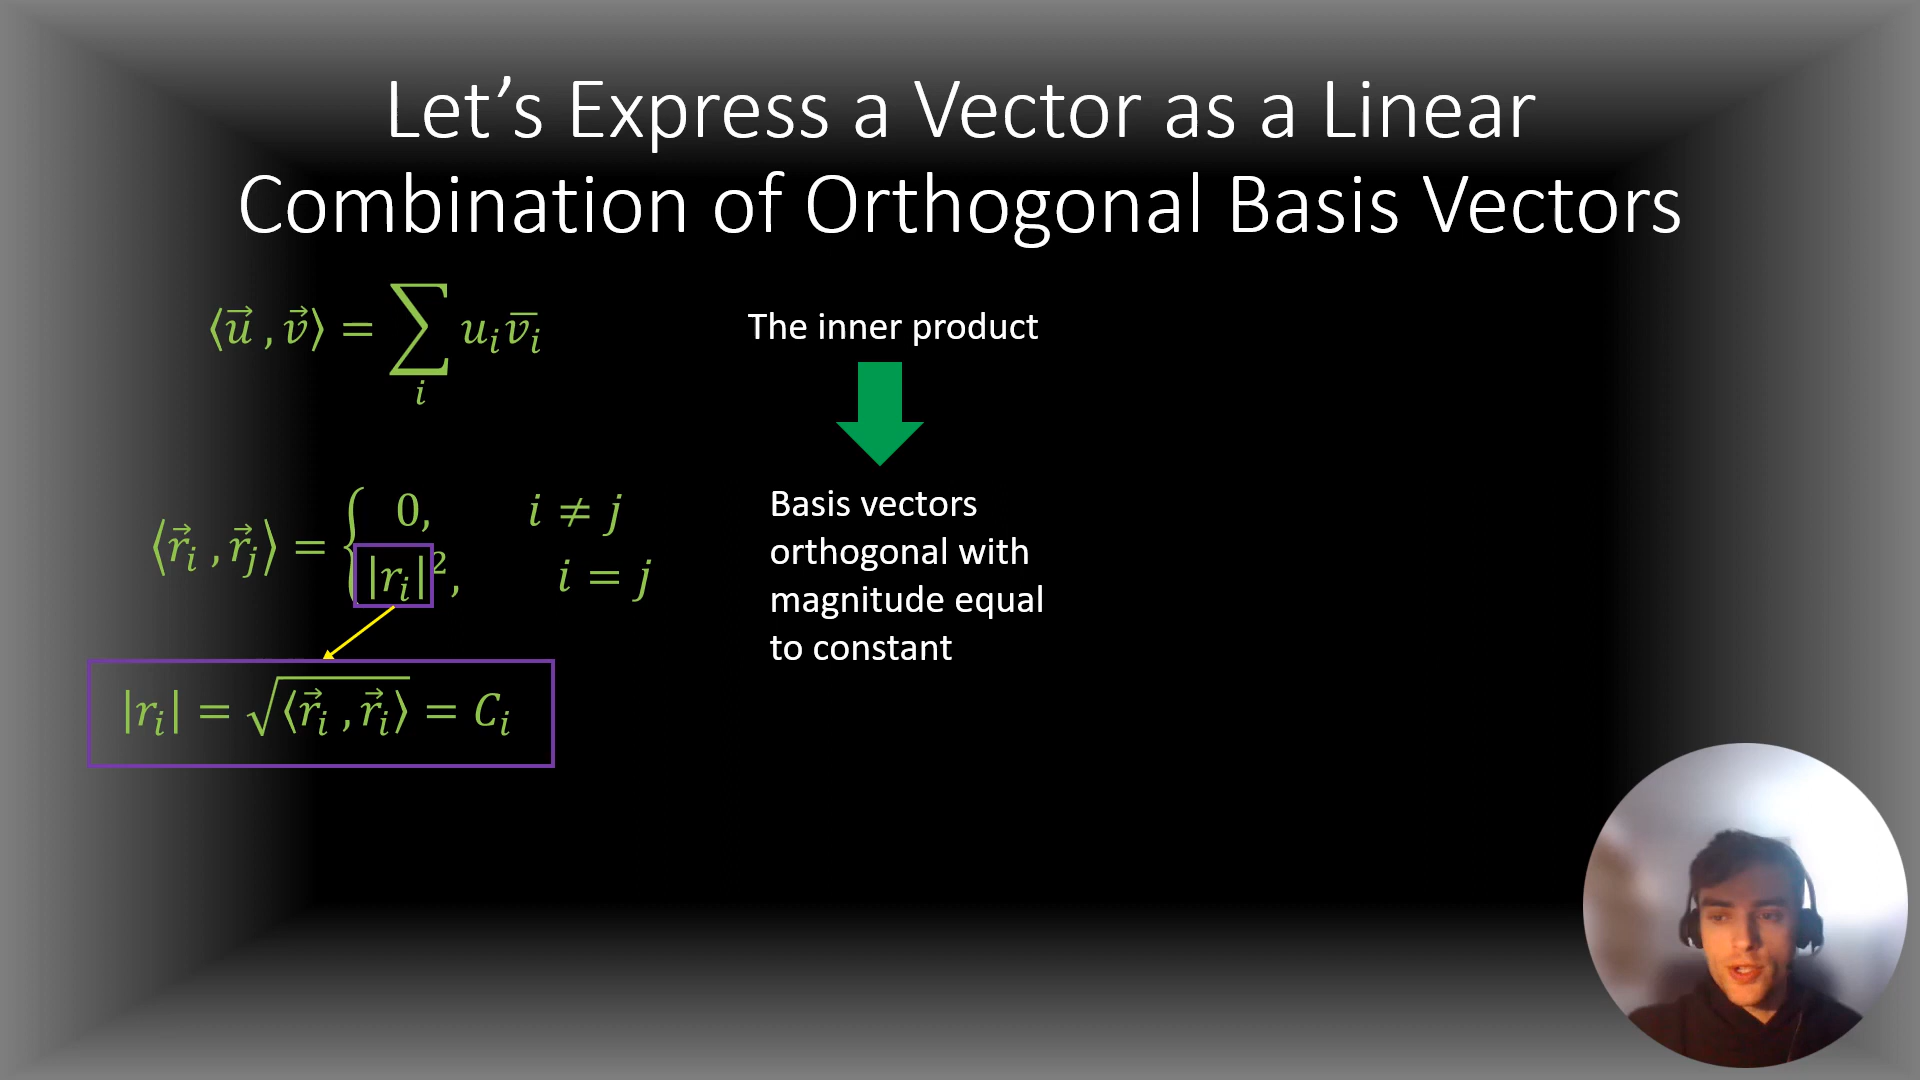 Let’s Express a Vector as a Linear
Combination of Orthogonal Basis Vectors
⟨u⃗ , v⃗⟩ = ∑ᵢ uᵢv̅ᵢ
The inner product
⟨r⃗ᵢ , r⃗ⱼ⟩ = { 0, i ≠ j
|rᵢ|², i = j
Basis vectors
orthogonal with
magnitude equal
to constant
|rᵢ| = √⟨r⃗ᵢ , r⃗ᵢ⟩ = Cᵢ